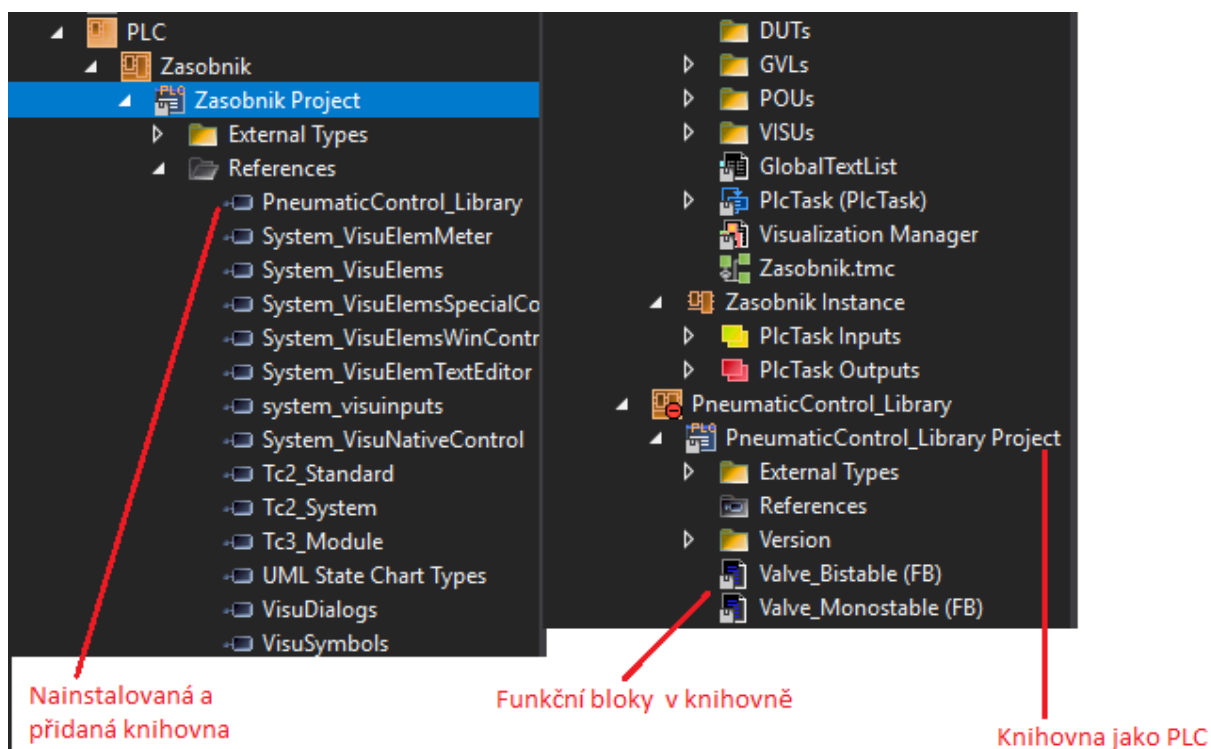 PLC
Zasobnik
Zasobnik Project
External Types
References
PneumaticControl_Library
System_VisuElemMeter
System_VisuElems
System_VisuElemsSpecialCo
System_VisuElemsWinContr
System_VisuElemTextEditor
system_visuinputs
System_VisuNativeControl
Tc2_Standard
Tc2_System
Tc3_Module
UML State Chart Types
VisuDialogs
VisuSymbols
DUTs
GVLs
POUs
VISUs
GlobalTextList
PlcTask (PlcTask)
Visualization Manager
Zasobnik.tmc
Zasobnik Instance
PlcTask Inputs
PlcTask Outputs
PneumaticControl_Library
PneumaticControl_Library Project
External Types
References
Version
Valve_Bistable (FB)
Valve_Monostable (FB)
Nainstalovaná a
přidaná knihovna
Funkční bloky v knihovně
Knihovna jako PLC